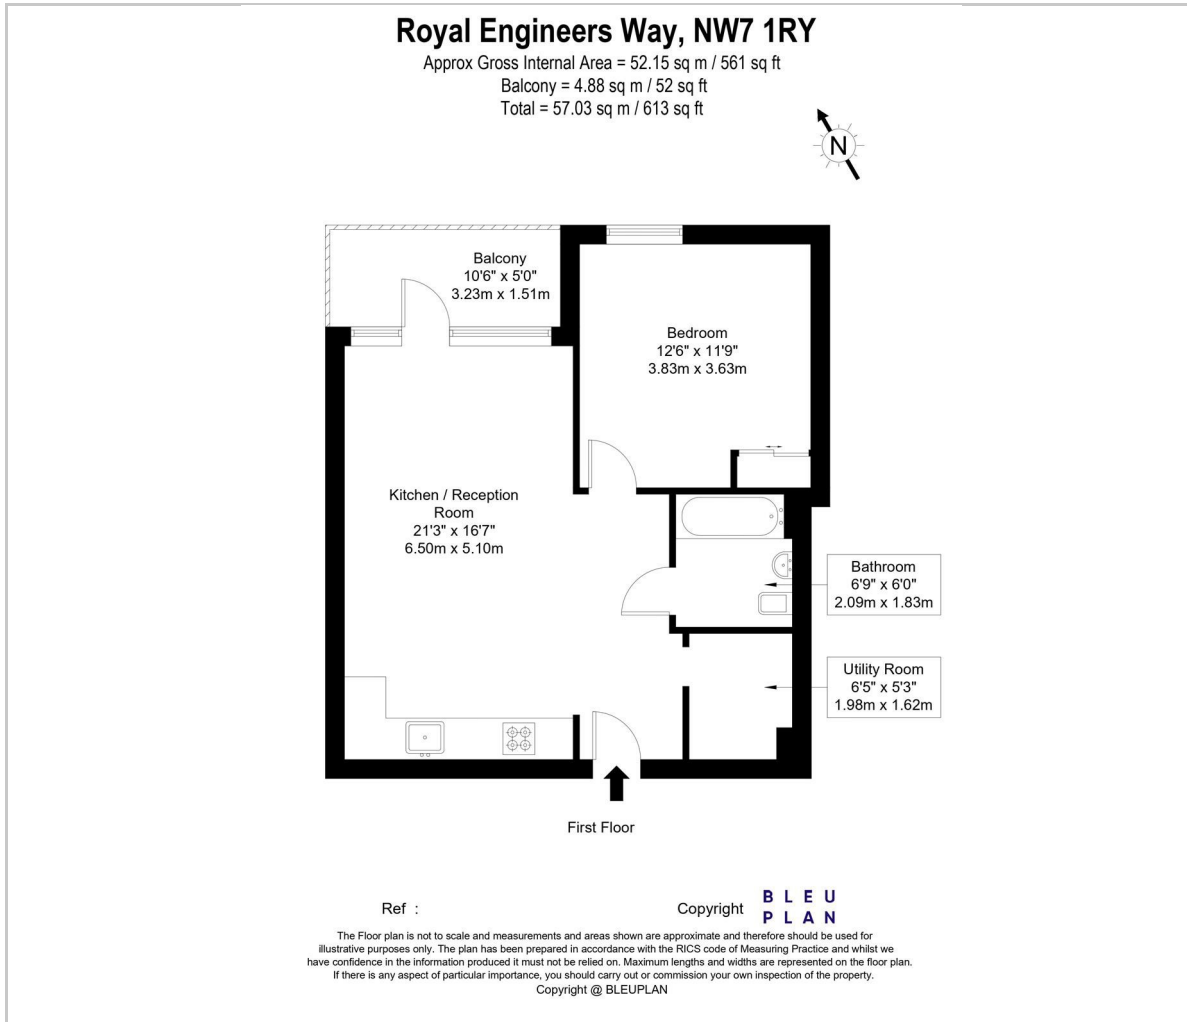 Royal Engineers Way, NW7 1RY
Approx Gross Internal Area = 52.15 sq m / 561 sq ft
Balcony = 4.88 sq m / 52 sq ft
Total = 57.03 sq m / 613 sq ft
N
Balcony
10'6" x 5'0"
3.23m x 1.51m
Bedroom
12'6" x 11'9"
3.83m x 3.63m
Kitchen / Reception
Room
21'3" x 16'7"
6.50m x 5.10m
Bathroom
6'9" x 6'0"
2.09m x 1.83m
Utility Room
6'5" x 5'3"
1.98m x 1.62m
First Floor
Ref :
Copyright
BLEU
PLAN
The Floor plan is not to scale and measurements and areas shown are approximate and therefore should be used for
illustrative purposes only. The plan has been prepared in accordance with the RICS code of Measuring Practice and whilst we
have confidence in the information produced it must not be relied on. Maximum lengths and widths are represented on the floor plan.
If there is any aspect of particular importance, you should carry out or commission your own inspection of the property.
Copyright @ BLEUPLAN